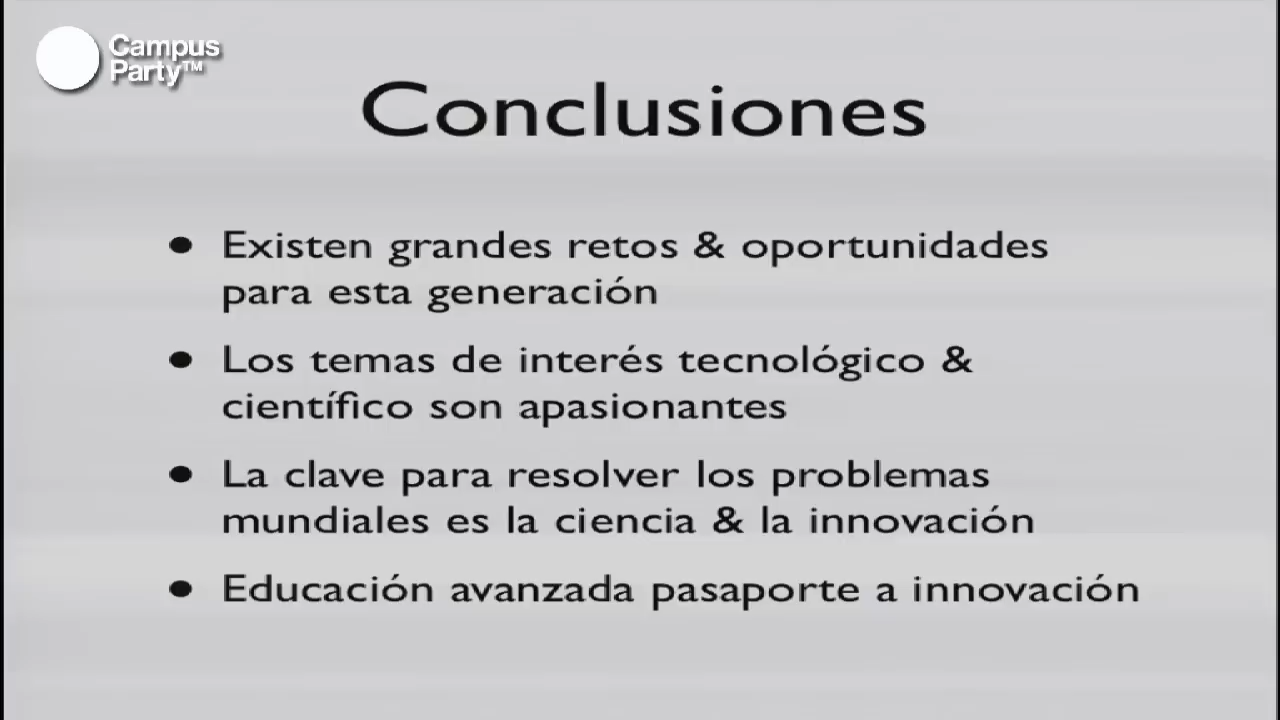 Campus
Party™
Conclusiones
• Existen grandes retos & oportunidades
para esta generación
• Los temas de interés tecnológico &
científico son apasionantes
• La clave para resolver los problemas
mundiales es la ciencia & la innovación
• Educación avanzada pasaporte a innovación